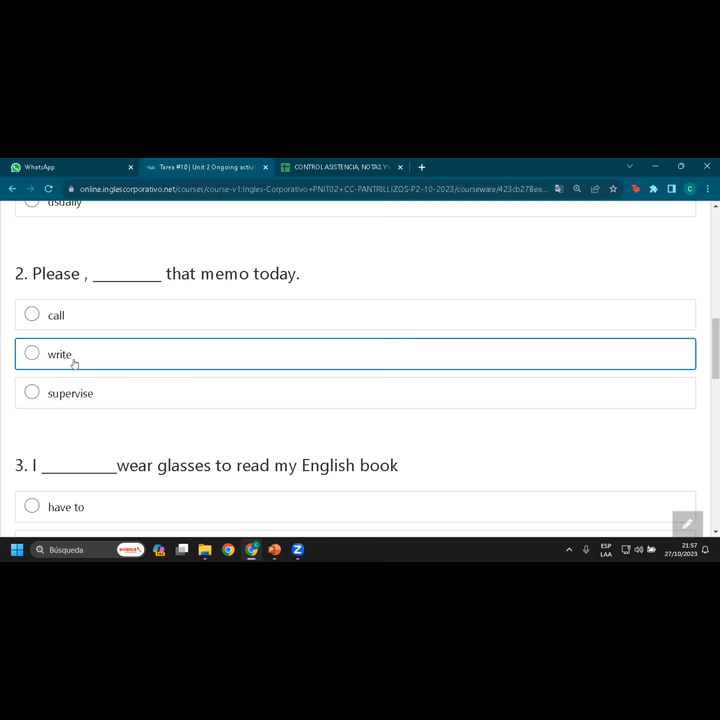 WhatsApp
Tarea #10 | Unit 2 Ongoing activi
CONTROL ASISTENCIA, NOTAS Y
online.inglescorporativo.net/courses/course-v1:Ingles-Corporativo+PNIT02+CC-PANTRILLIZOS-P2-10-2023/courseware/423cb278ea...
C
usually
2. Please , ________ that memo today.
call
write
supervise
3. I _________wear glasses to read my English book
have to
Búsqueda
avianca
ESP
LAA
21:57
27/10/2023